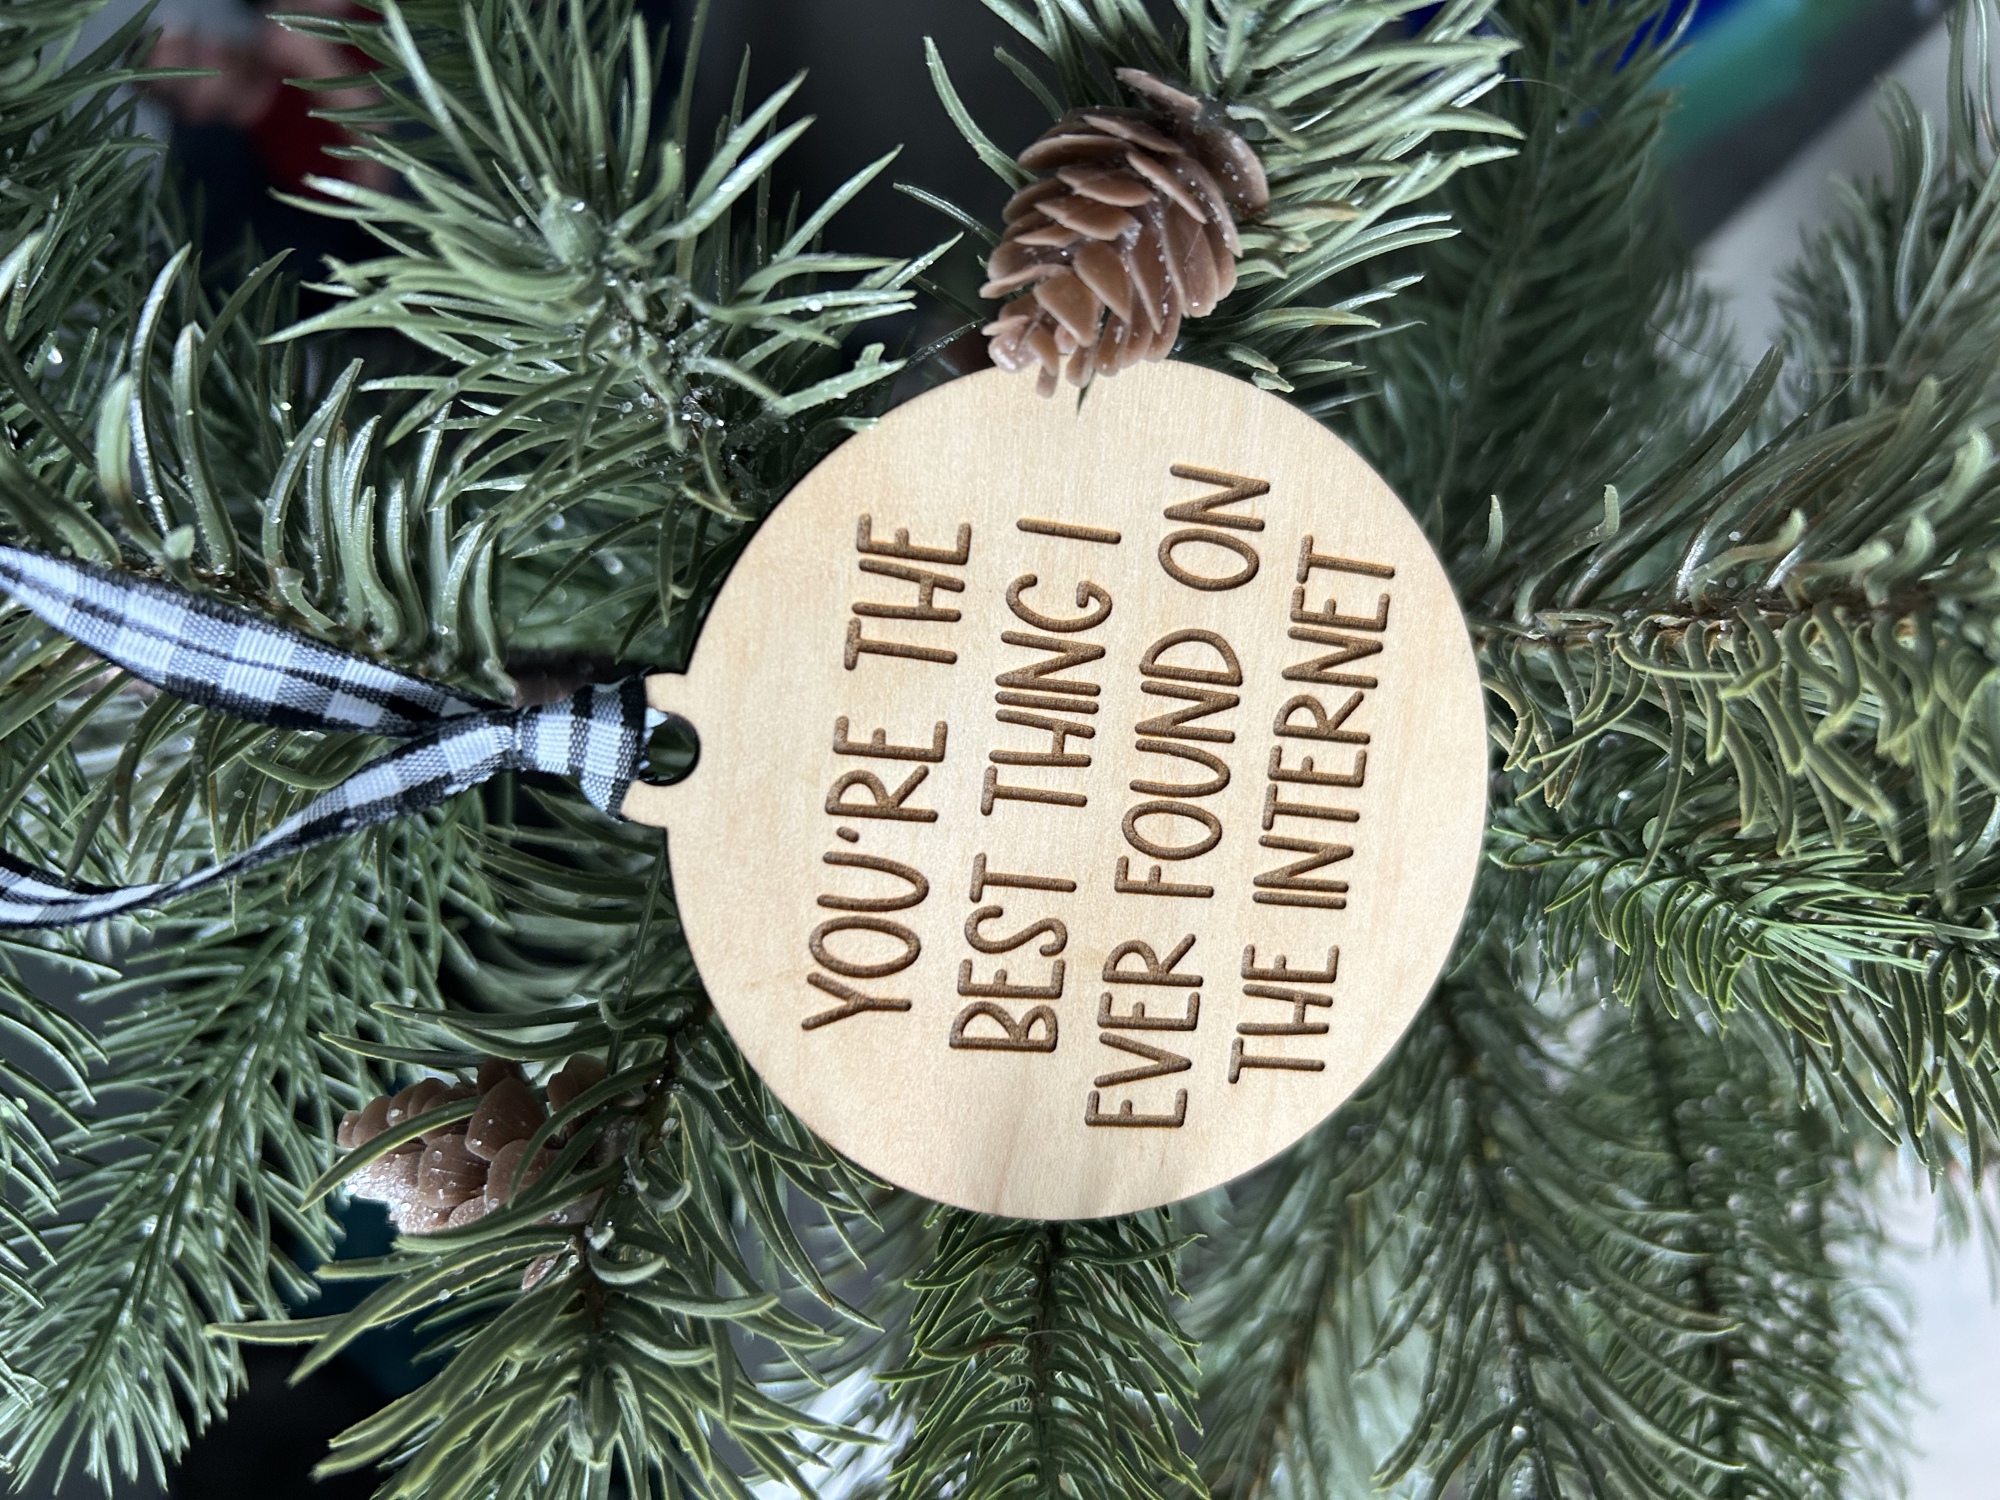 YOU'RE THE
BEST THING I
EVER FOUND ON
THE INTERNET